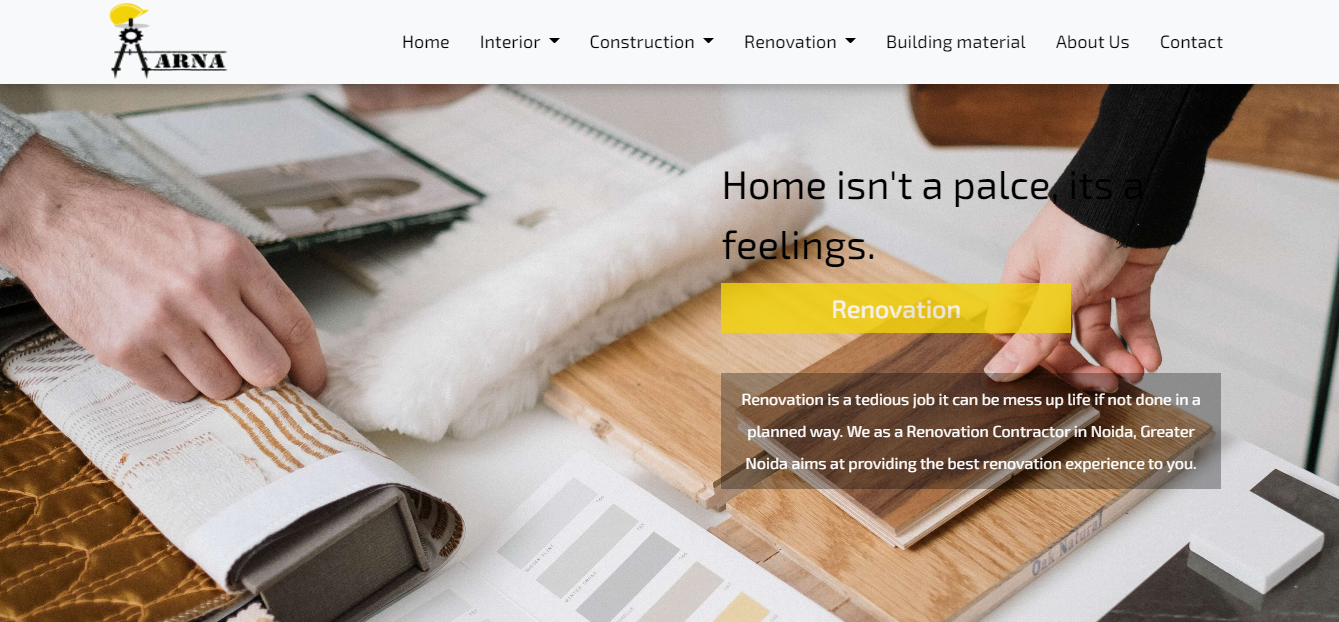 ARNA
Home Interior Construction Renovation Building material About Us Contact
Home isn't a palce, its a
feelings.
Renovation
Renovation is a tedious job it can be mess up life if not done in a
planned way. We as a Renovation Contractor in Noida, Greater
Noida aims at providing the best renovation experience to you.
Oak Natural